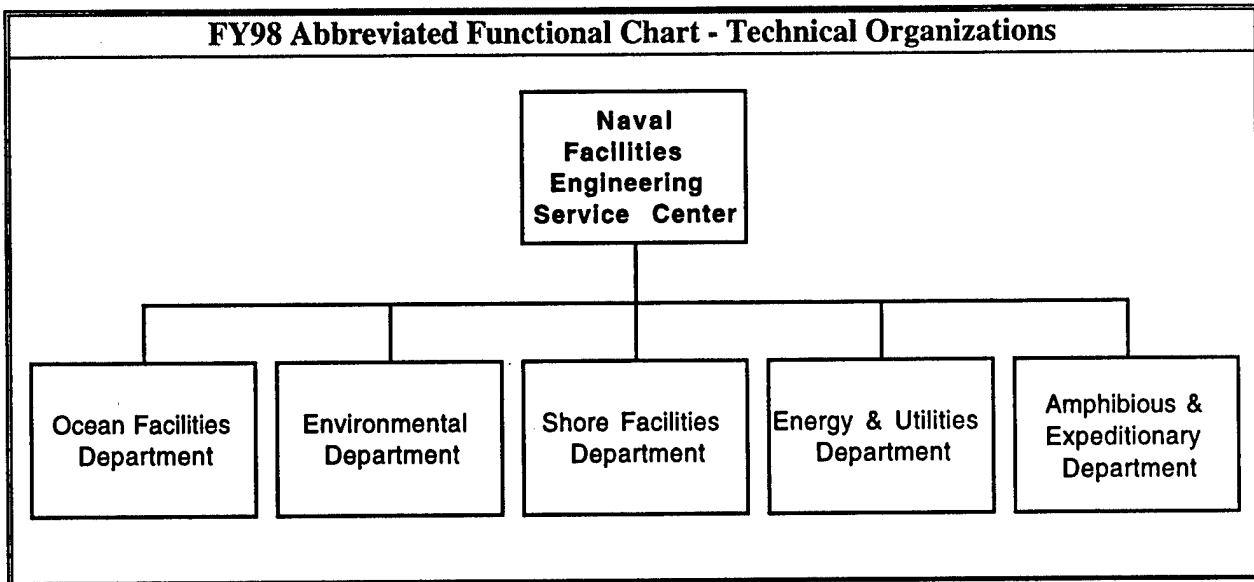 FY98 Abbreviated Functional Chart - Technical Organizations
Naval
Facilities
Engineering
Service Center
Ocean Facilities
Department
Environmental
Department
Shore Facilities
Department
Energy & Utilities
Department
Amphibious &
Expeditionary
Department